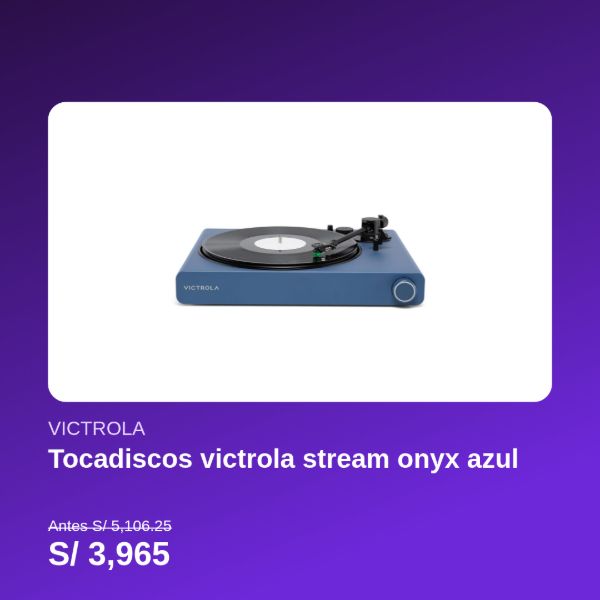 VICTROLA
VICTROLA
Tocadiscos victrola stream onyx azul
Antes S/ 5,106.25
S/ 3,965